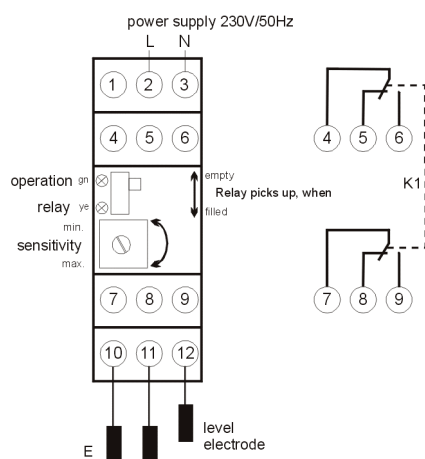 power supply 230V/50Hz
L N
1 2 3
4 5 6
4 5 6
operation gn
empty
Relay picks up, when
filled
relay ye
min.
sensitivity
max.
K1
7 8 9
7 8 9
10 11 12
level
electrode
E